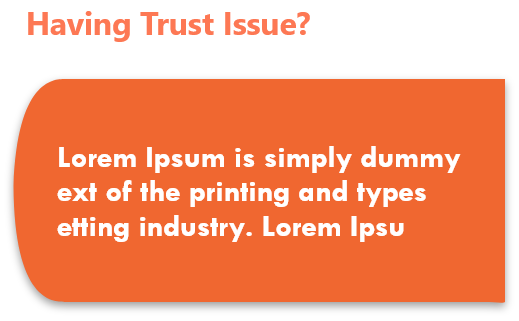 Having Trust Issue?
Lorem Ipsum is simply dummy
ext of the printing and types
etting industry. Lorem Ipsu